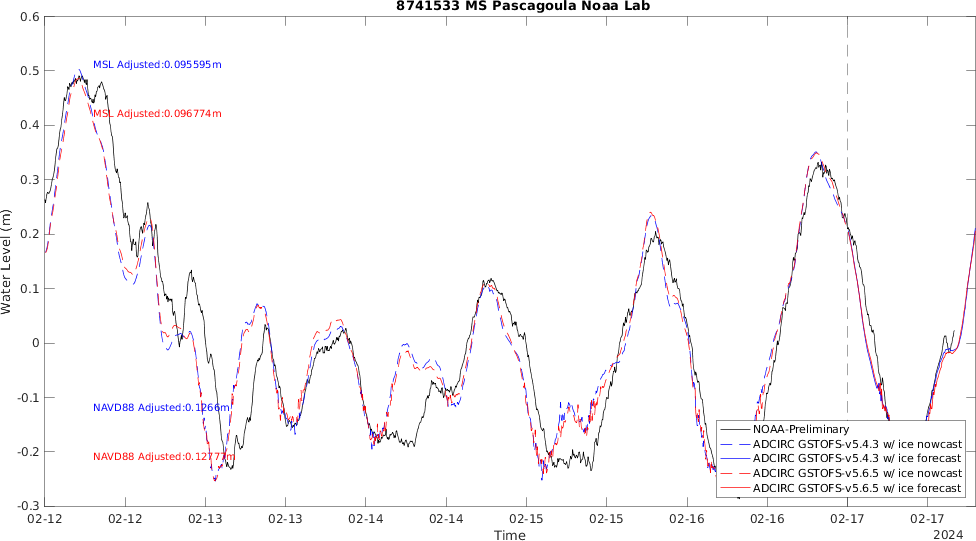 8741533 MS Pascagoula Noaa Lab
0.6
0.5
0.4
0.3
0.2
0.1
0
-0.1
-0.2
-0.3
Water Level (m)
MSL Adjusted:0.095595m
MSL Adjusted:0.096774m
NAVD88 Adjusted:0.1266m
NAVD88 Adjusted:0.12777m
NOAA-Preliminary
ADCIRC GSTOFS-v5.4.3 w/ ice nowcast
ADCIRC GSTOFS-v5.4.3 w/ ice forecast
ADCIRC GSTOFS-v5.6.5 w/ ice nowcast
ADCIRC GSTOFS-v5.6.5 w/ ice forecast
02-12 02-12 02-13 02-13 02-14 02-14 02-15 02-15 02-16 02-16 02-17 02-17
Time
2024